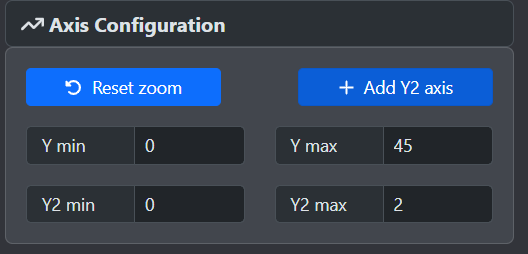 Axis Configuration
Reset zoom
Add Y2 axis
Y min 0
Y max 45
Y2 min 0
Y2 max 2